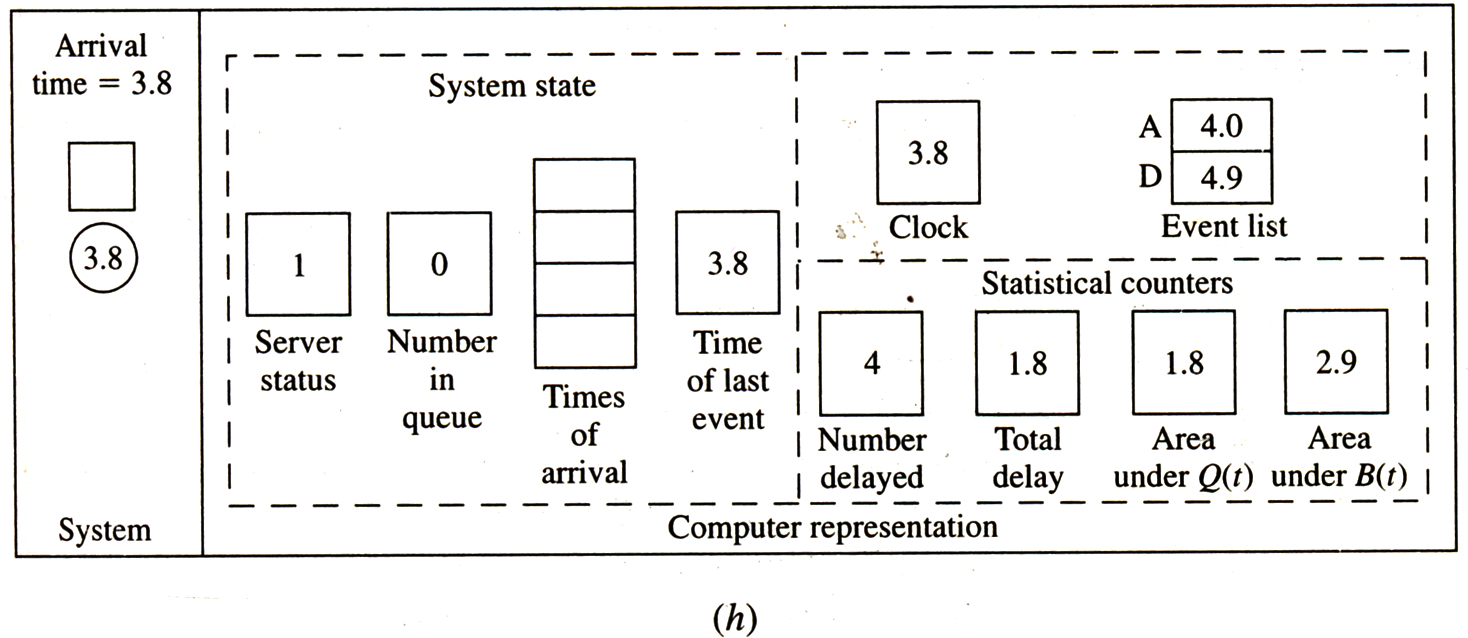 Arrival
time = 3.8
3.8
System
System state
1
Server
status
0
Number
in
queue
Times
of
arrival
3.8
Time
of last
event
3.8
Clock
A 4.0
D 4.9
Event list
Statistical counters
4
Number
delayed
1.8
Total
delay
1.8
Area
under Q(t)
2.9
Area
under B(t)
Computer representation
(h)